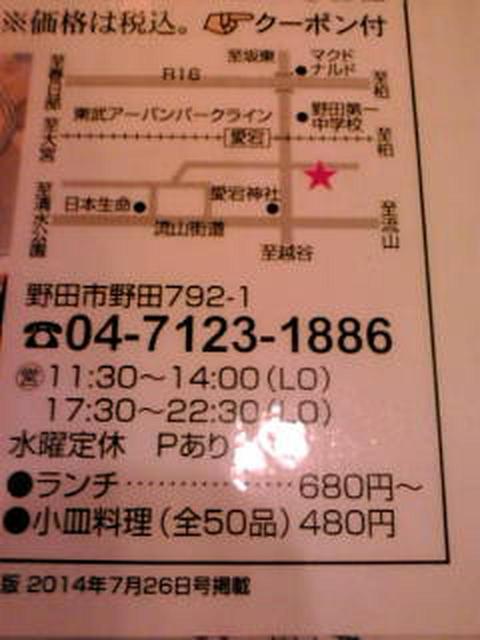 ※価格は税込。 クーポン付
至坂東
マクド
ナルド
R16
至春日部
至柏
東武アーバンパークライン
野田第一
中学校
至大宮
愛宕
至柏
至清水公園
日本生命
愛宕神社
流山街道
至流山
至越谷
野田市野田792-1
☎04-7123-1886
㊂11:30〜14:00(LO)
17:30〜22:30(LO)
水曜定休 Pあり
●ランチ……………680円〜
●小皿料理(全50品)480円
版 2014年7月26日号掲載